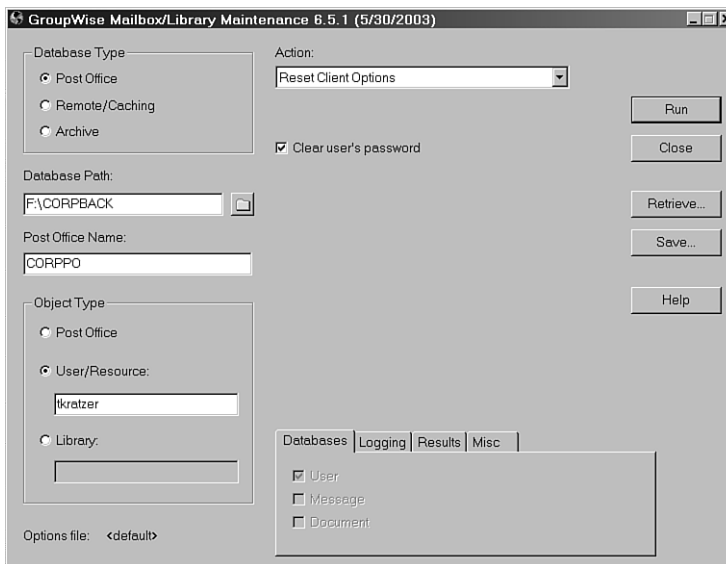 GroupWise Mailbox/Library Maintenance 6.5.1 (5/30/2003)
Database Type
Post Office
Remote/Caching
Archive
Database Path:
F:\CORPBACK
Post Office Name:
CORPPO
Object Type
Post Office
User/Resource:
tkratzer
Library:
Options file: <default>
Action:
Reset Client Options
Clear user's password
Databases Logging Results Misc
User
Message
Document
Run
Close
Retrieve...
Save...
Help